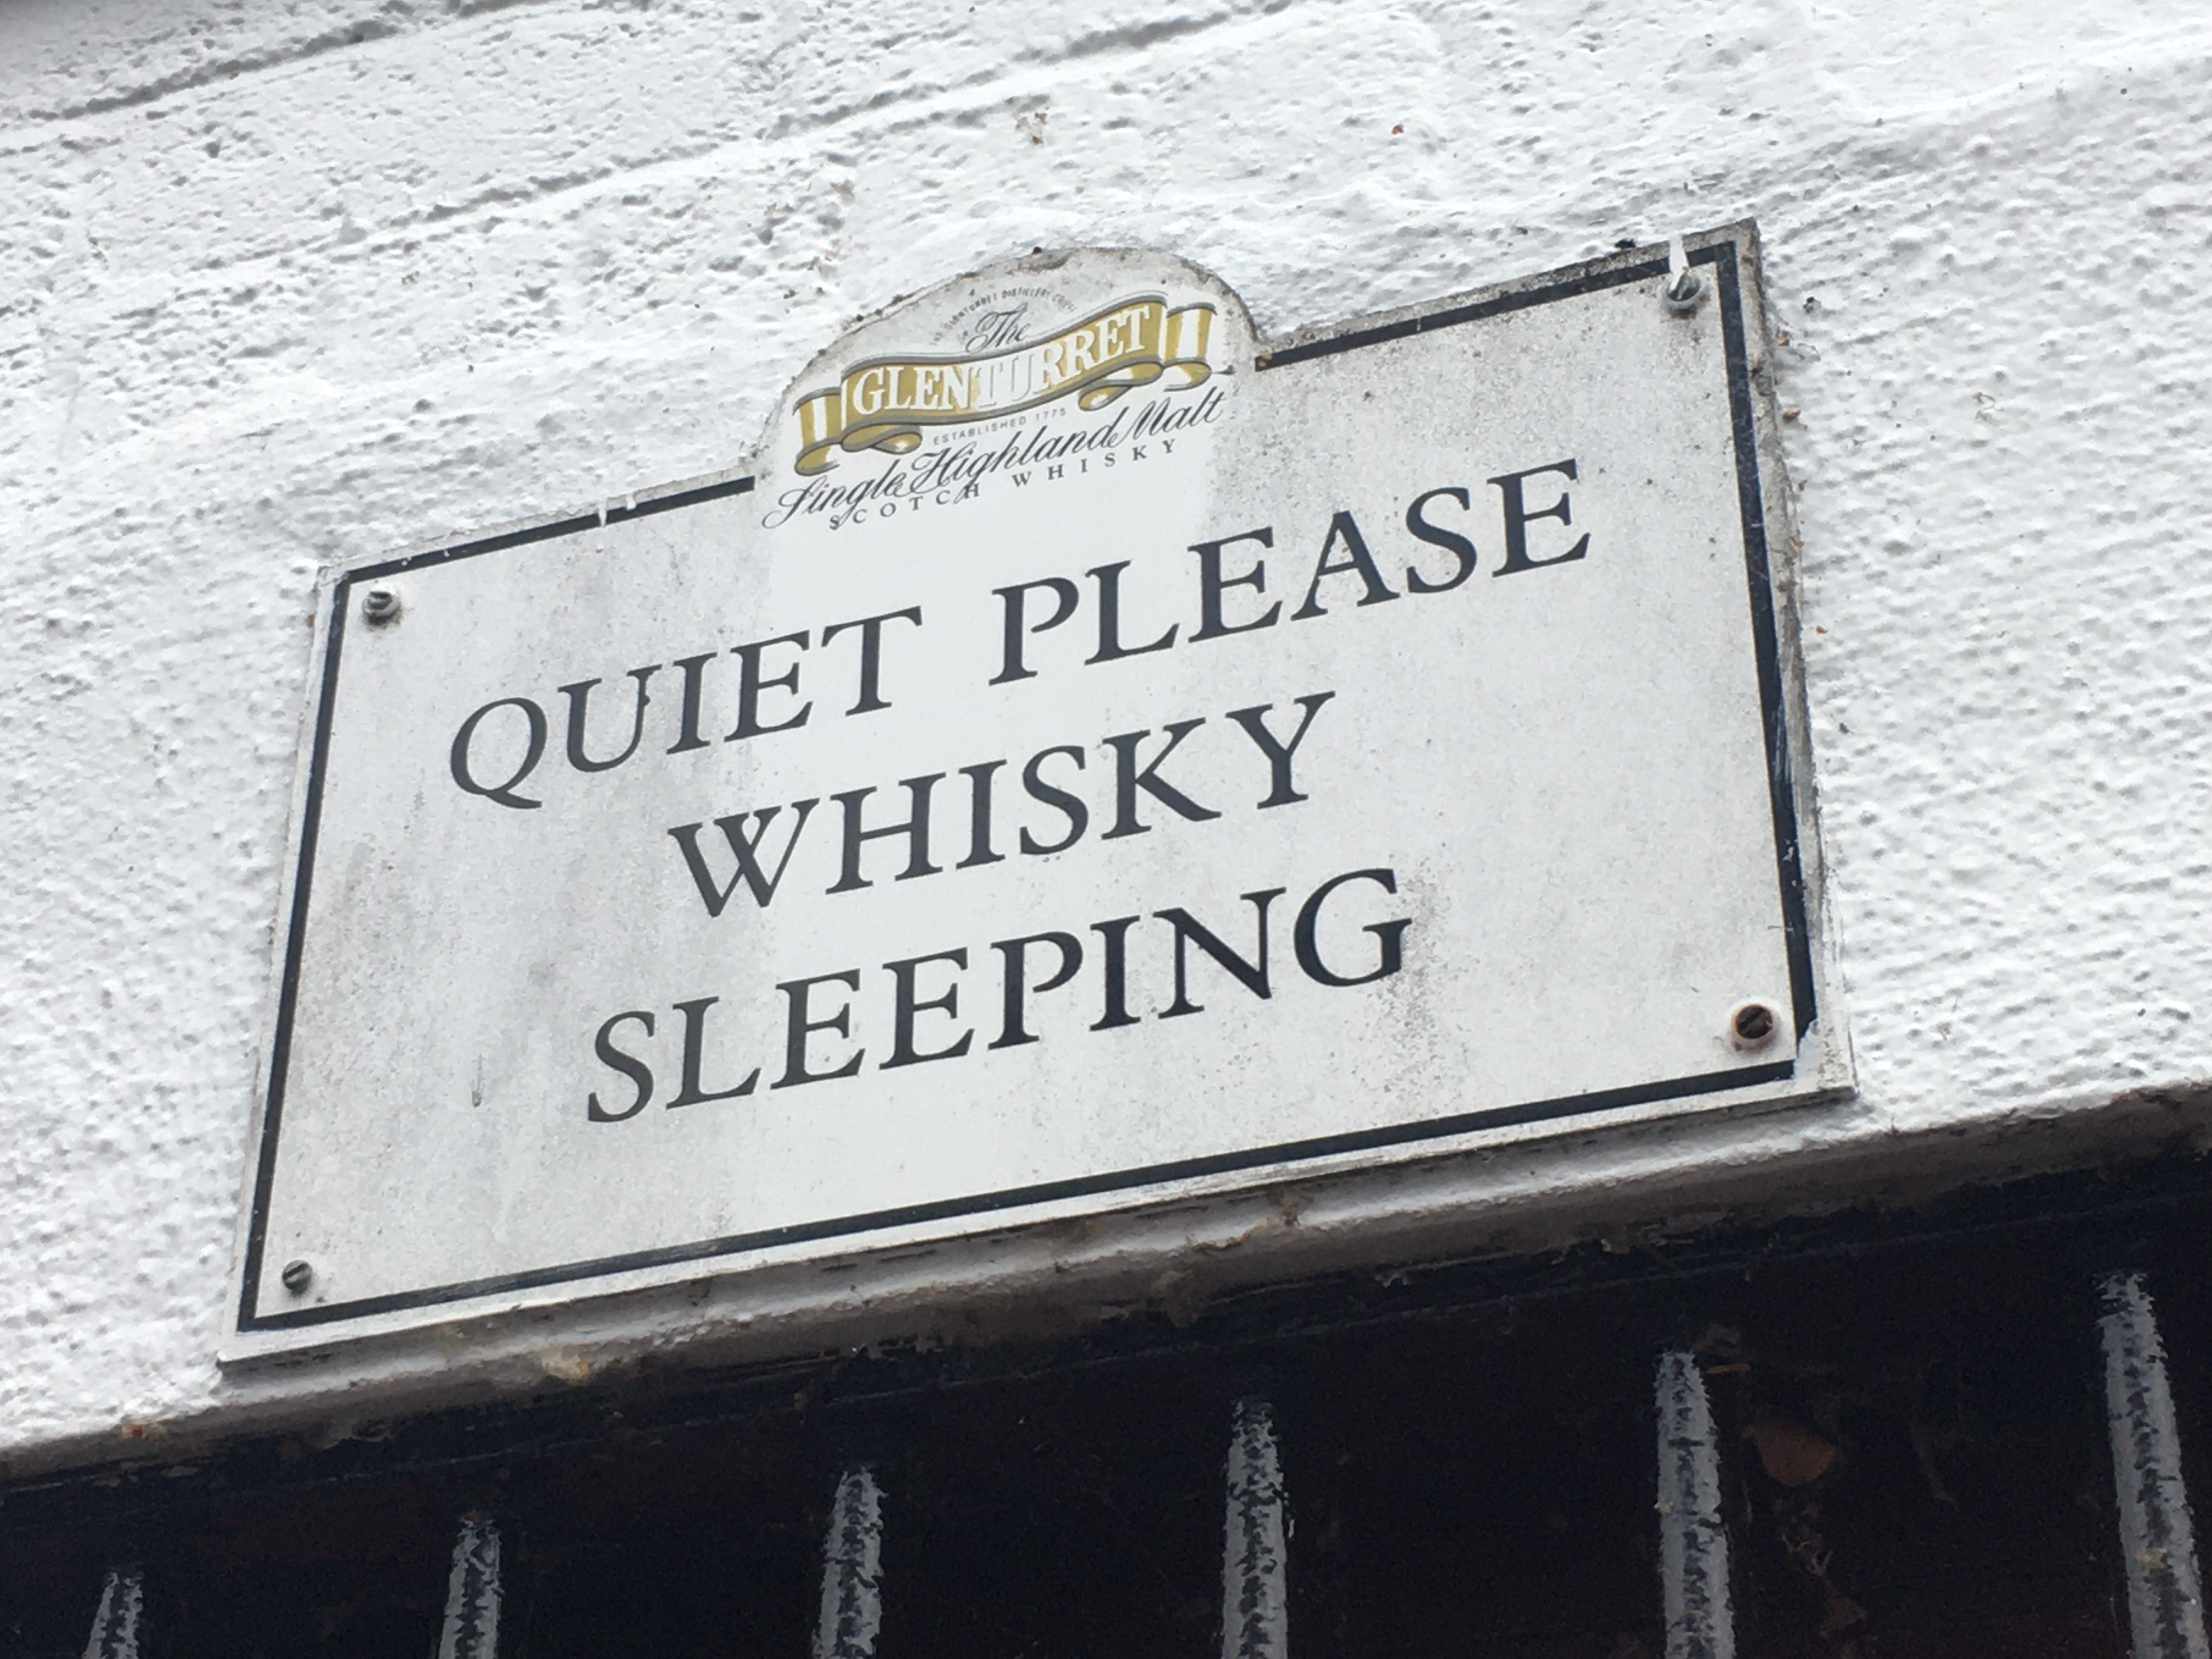 The
GLENTURRET
ESTABLISHED 1775
Single Highland Malt
SCOTCH WHISKY
QUIET PLEASE
WHISKY
SLEEPING